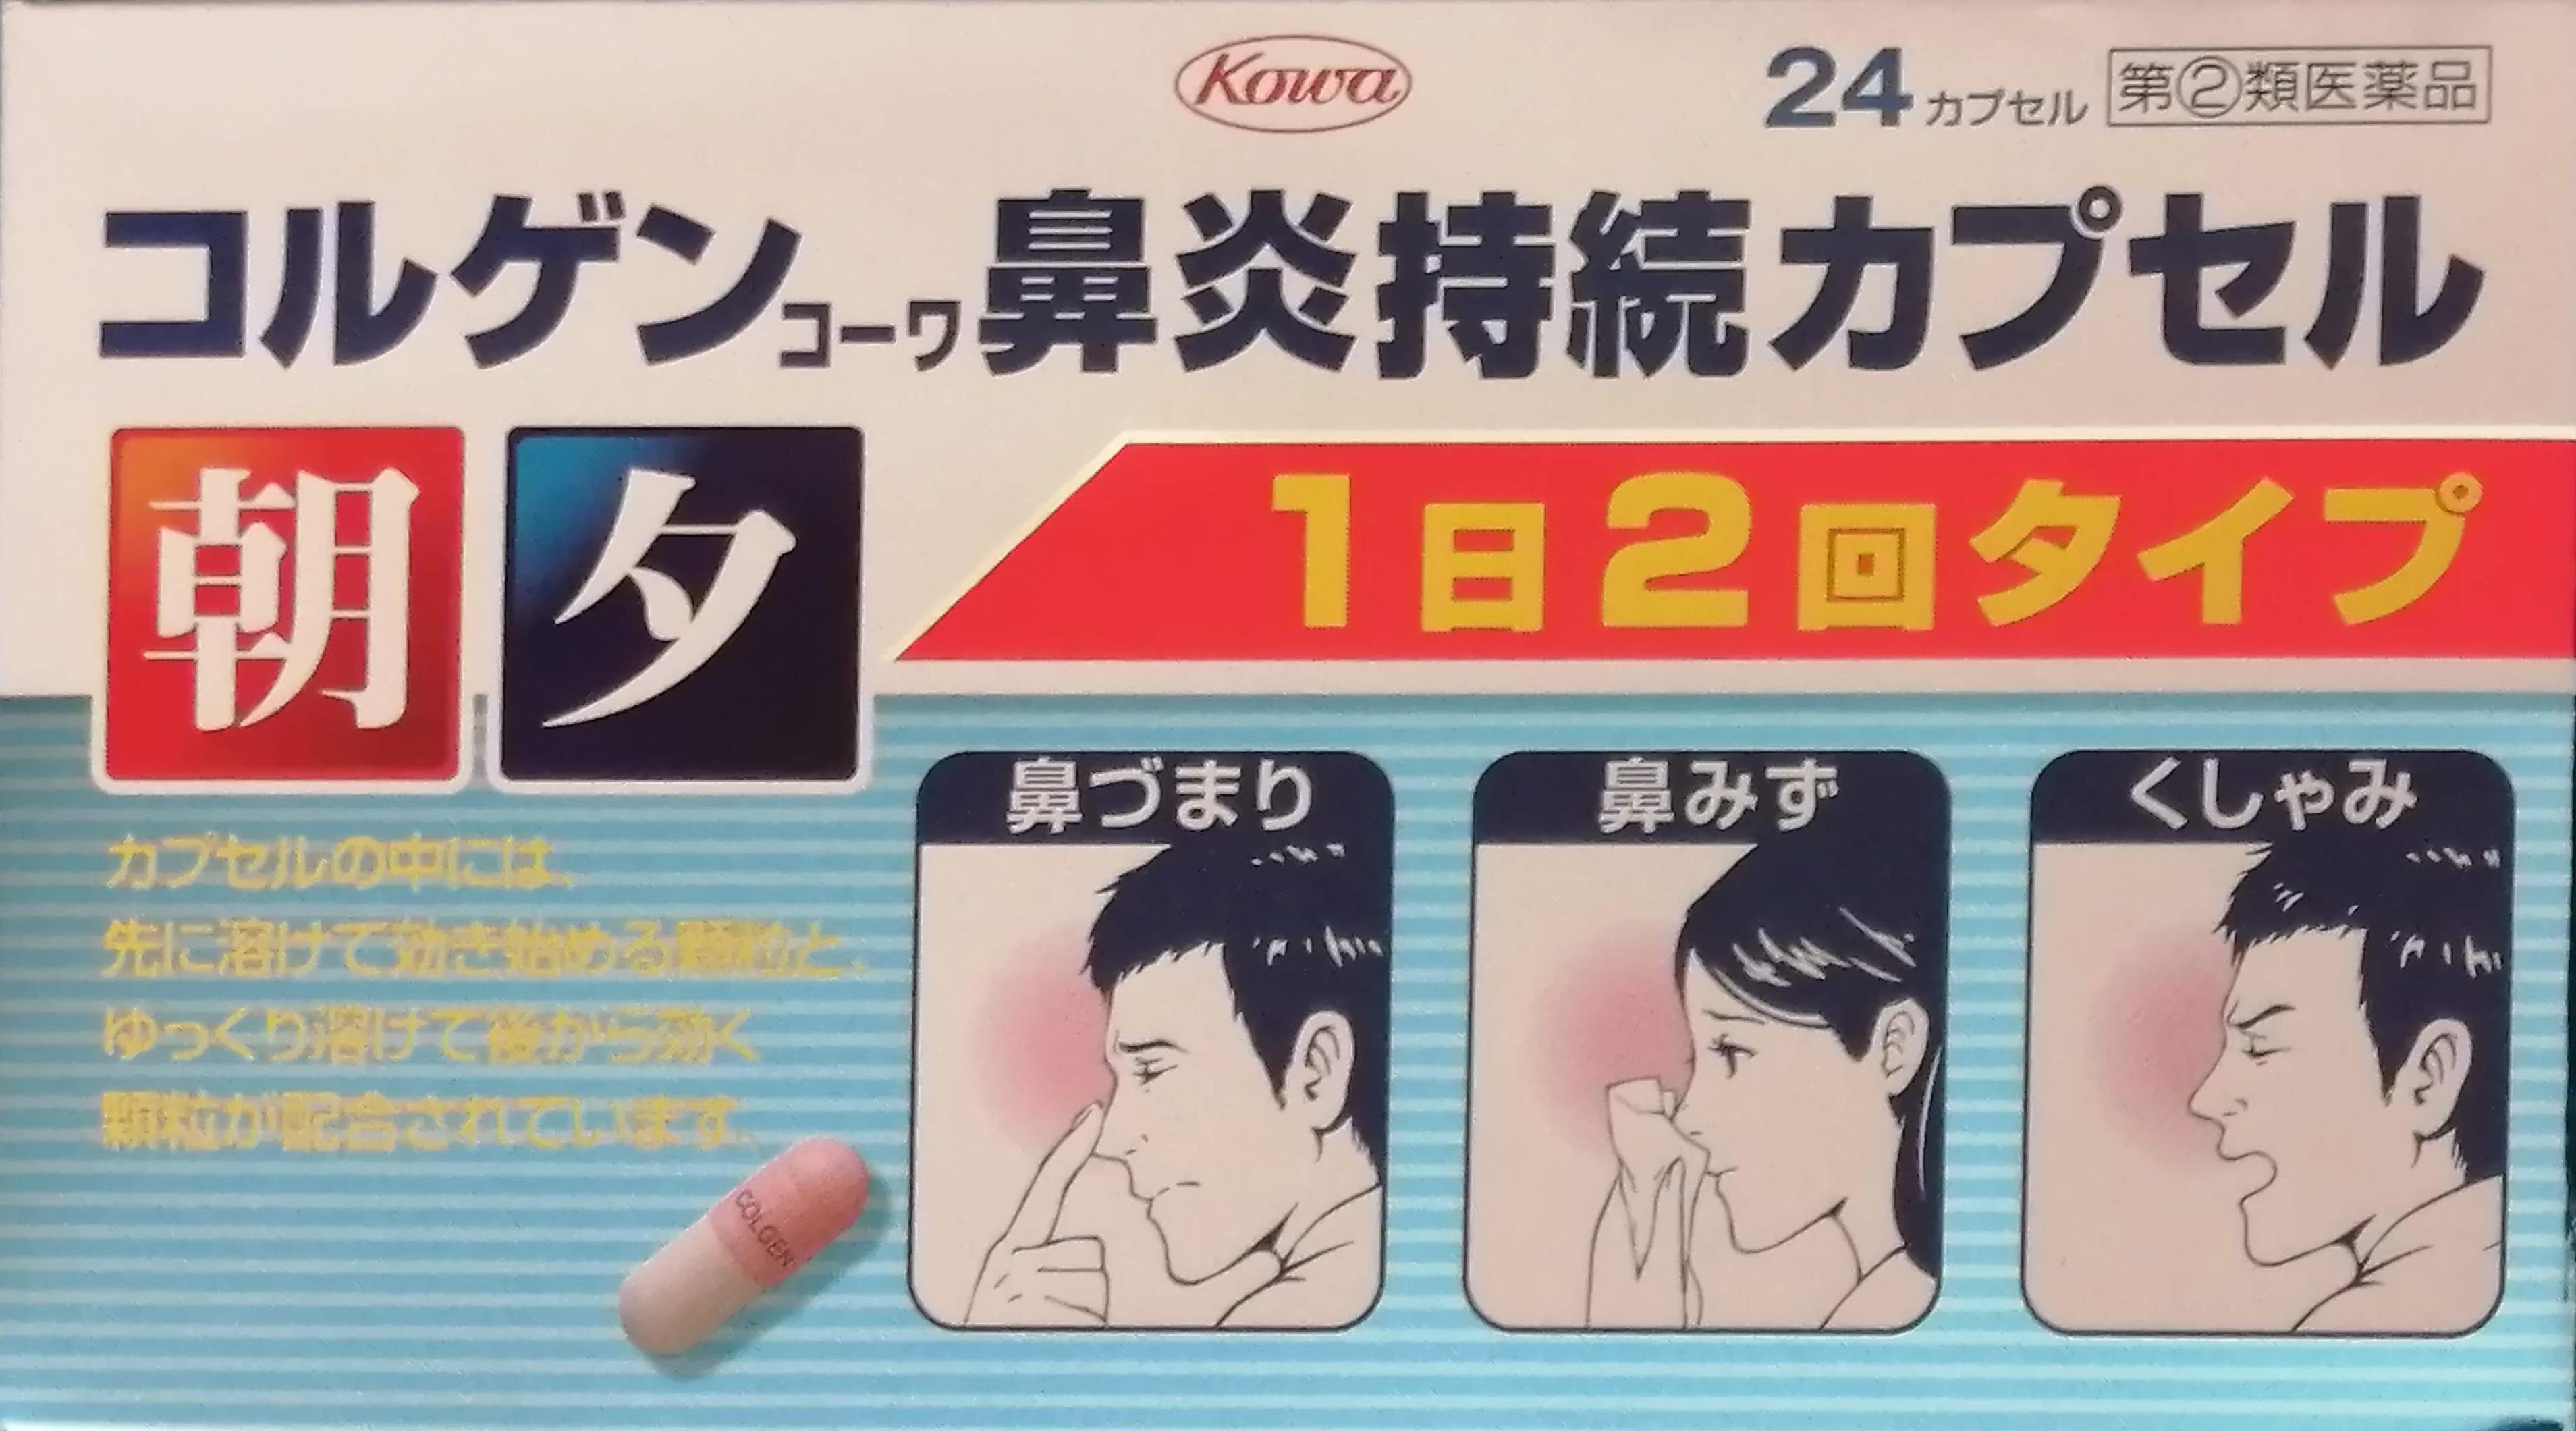 Kowa
24カプセル 第②類医薬品
コルゲンコーワ鼻炎持続カプセル
朝 夕
1日2回タイプ
鼻づまり 鼻みず くしゃみ
カプセルの中には、
先に溶けて効き始める顆粒と、
ゆっくり溶けて後から効く
顆粒が配合されています。
COLGEN